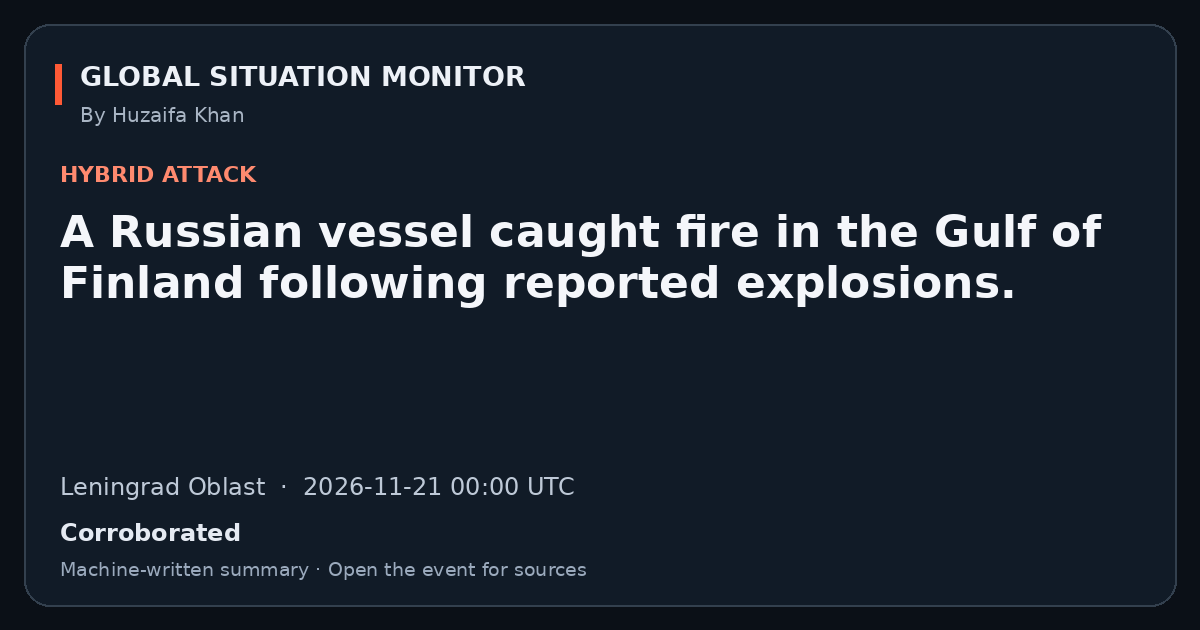 GLOBAL SITUATION MONITOR
By Huzaifa Khan
HYBRID ATTACK
A Russian vessel caught fire in the Gulf of
Finland following reported explosions.
Leningrad Oblast · 2026-11-21 00:00 UTC
Corroborated
Machine-written summary · Open the event for sources